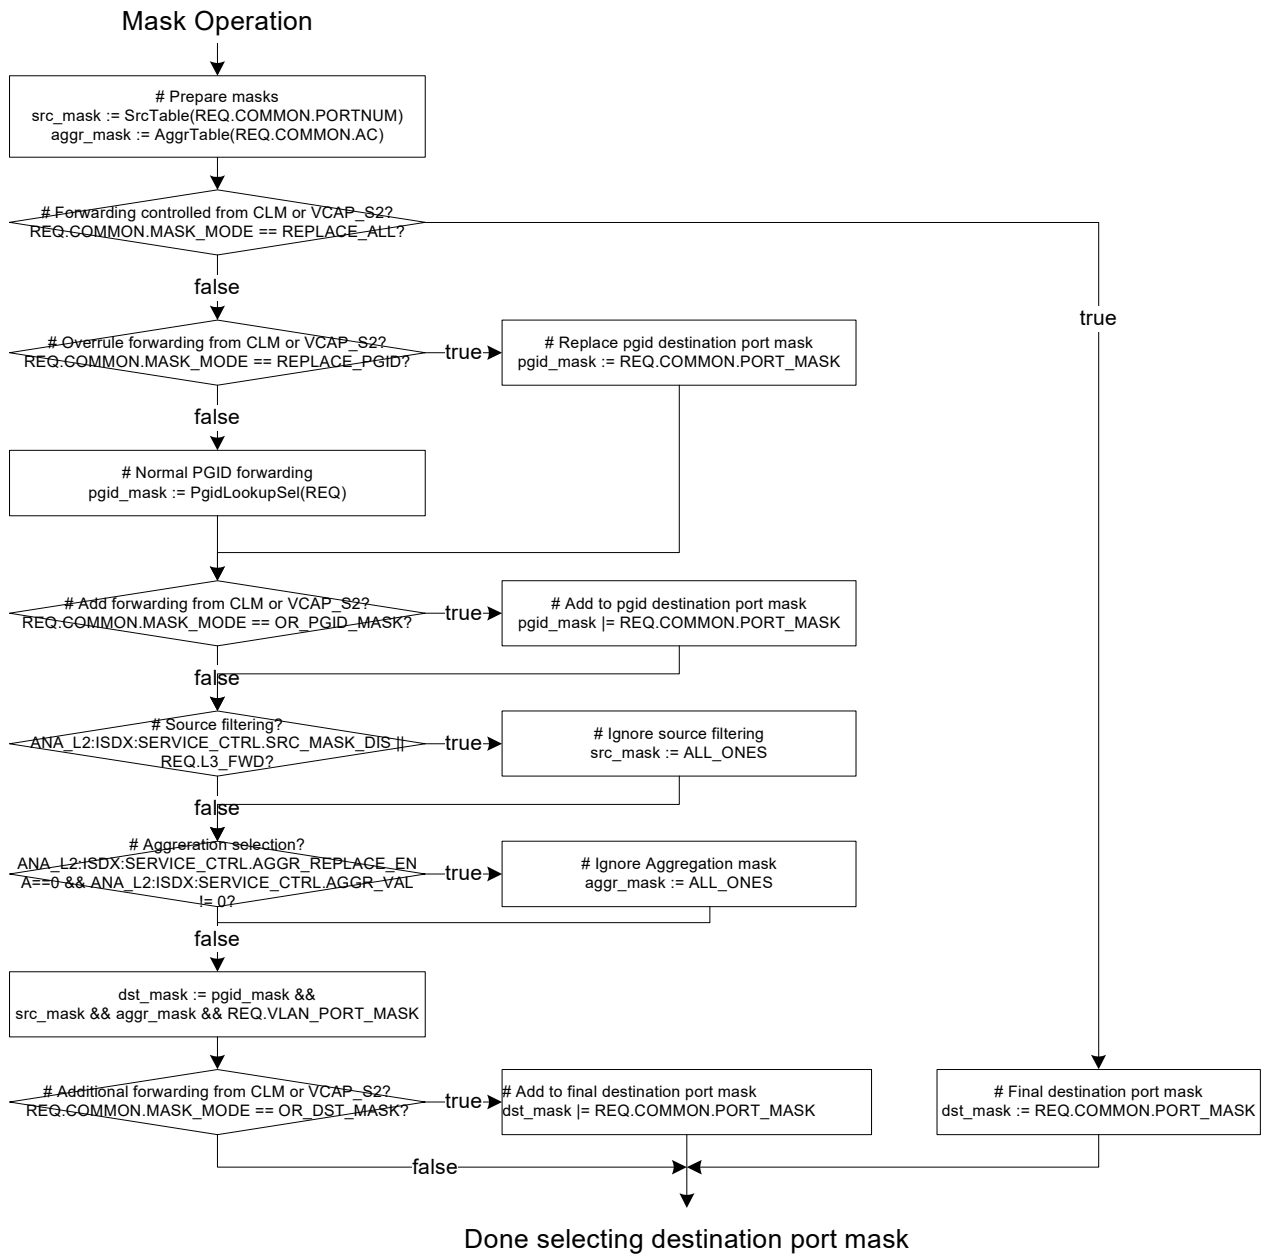 Mask Operation
# Prepare masks
src_mask := SrcTable(REQ.COMMON.PORTNUM)
aggr_mask := AggrTable(REQ.COMMON.AC)
# Forwarding controlled from CLM or VCAP_S2?
REQ.COMMON.MASK_MODE == REPLACE_ALL?
false
true
# Overrule forwarding from CLM or VCAP_S2?
REQ.COMMON.MASK_MODE == REPLACE_PGID?
true
# Replace pgid destination port mask
pgid_mask := REQ.COMMON.PORT_MASK
false
# Normal PGID forwarding
pgid_mask := PgidLookupSel(REQ)
# Add forwarding from CLM or VCAP_S2?
REQ.COMMON.MASK_MODE == OR_PGID_MASK?
true
# Add to pgid destination port mask
pgid_mask |= REQ.COMMON.PORT_MASK
false
# Source filtering?
ANA_L2:ISDX:SERVICE_CTRL.SRC_MASK_DIS ||
REQ.L3_FWD?
true
# Ignore source filtering
src_mask := ALL_ONES
false
# Aggreration selection?
ANA_L2:ISDX:SERVICE_CTRL.AGGR_REPLACE_EN
A==0 && ANA_L2:ISDX:SERVICE_CTRL.AGGR_VAL
!= 0?
true
# Ignore Aggregation mask
aggr_mask := ALL_ONES
false
dst_mask := pgid_mask &&
src_mask && aggr_mask && REQ.VLAN_PORT_MASK
# Additional forwarding from CLM or VCAP_S2?
REQ.COMMON.MASK_MODE == OR_DST_MASK?
true
# Add to final destination port mask
dst_mask |= REQ.COMMON.PORT_MASK
# Final destination port mask
dst_mask := REQ.COMMON.PORT_MASK
false
Done selecting destination port mask